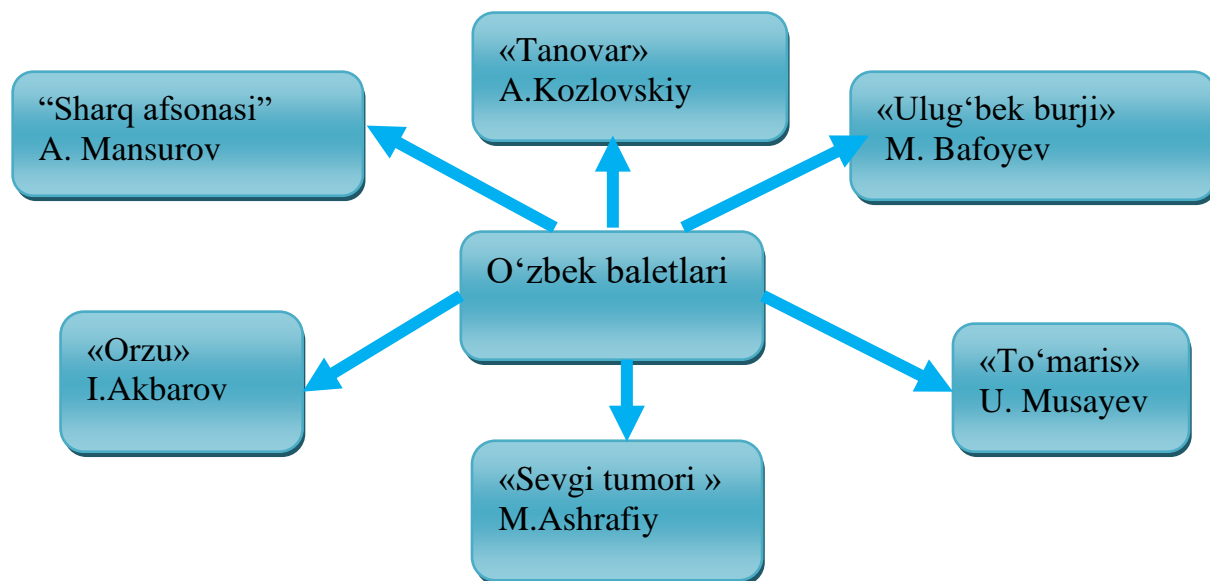 «Tanovar»
A.Kozlovskiy
“Sharq afsonasi”
A. Mansurov
«Ulug‘bek burji»
M. Bafoyev
O‘zbek baletlari
«Orzu»
I.Akbarov
«To‘maris»
U. Musayev
«Sevgi tumori »
M.Ashrafiy